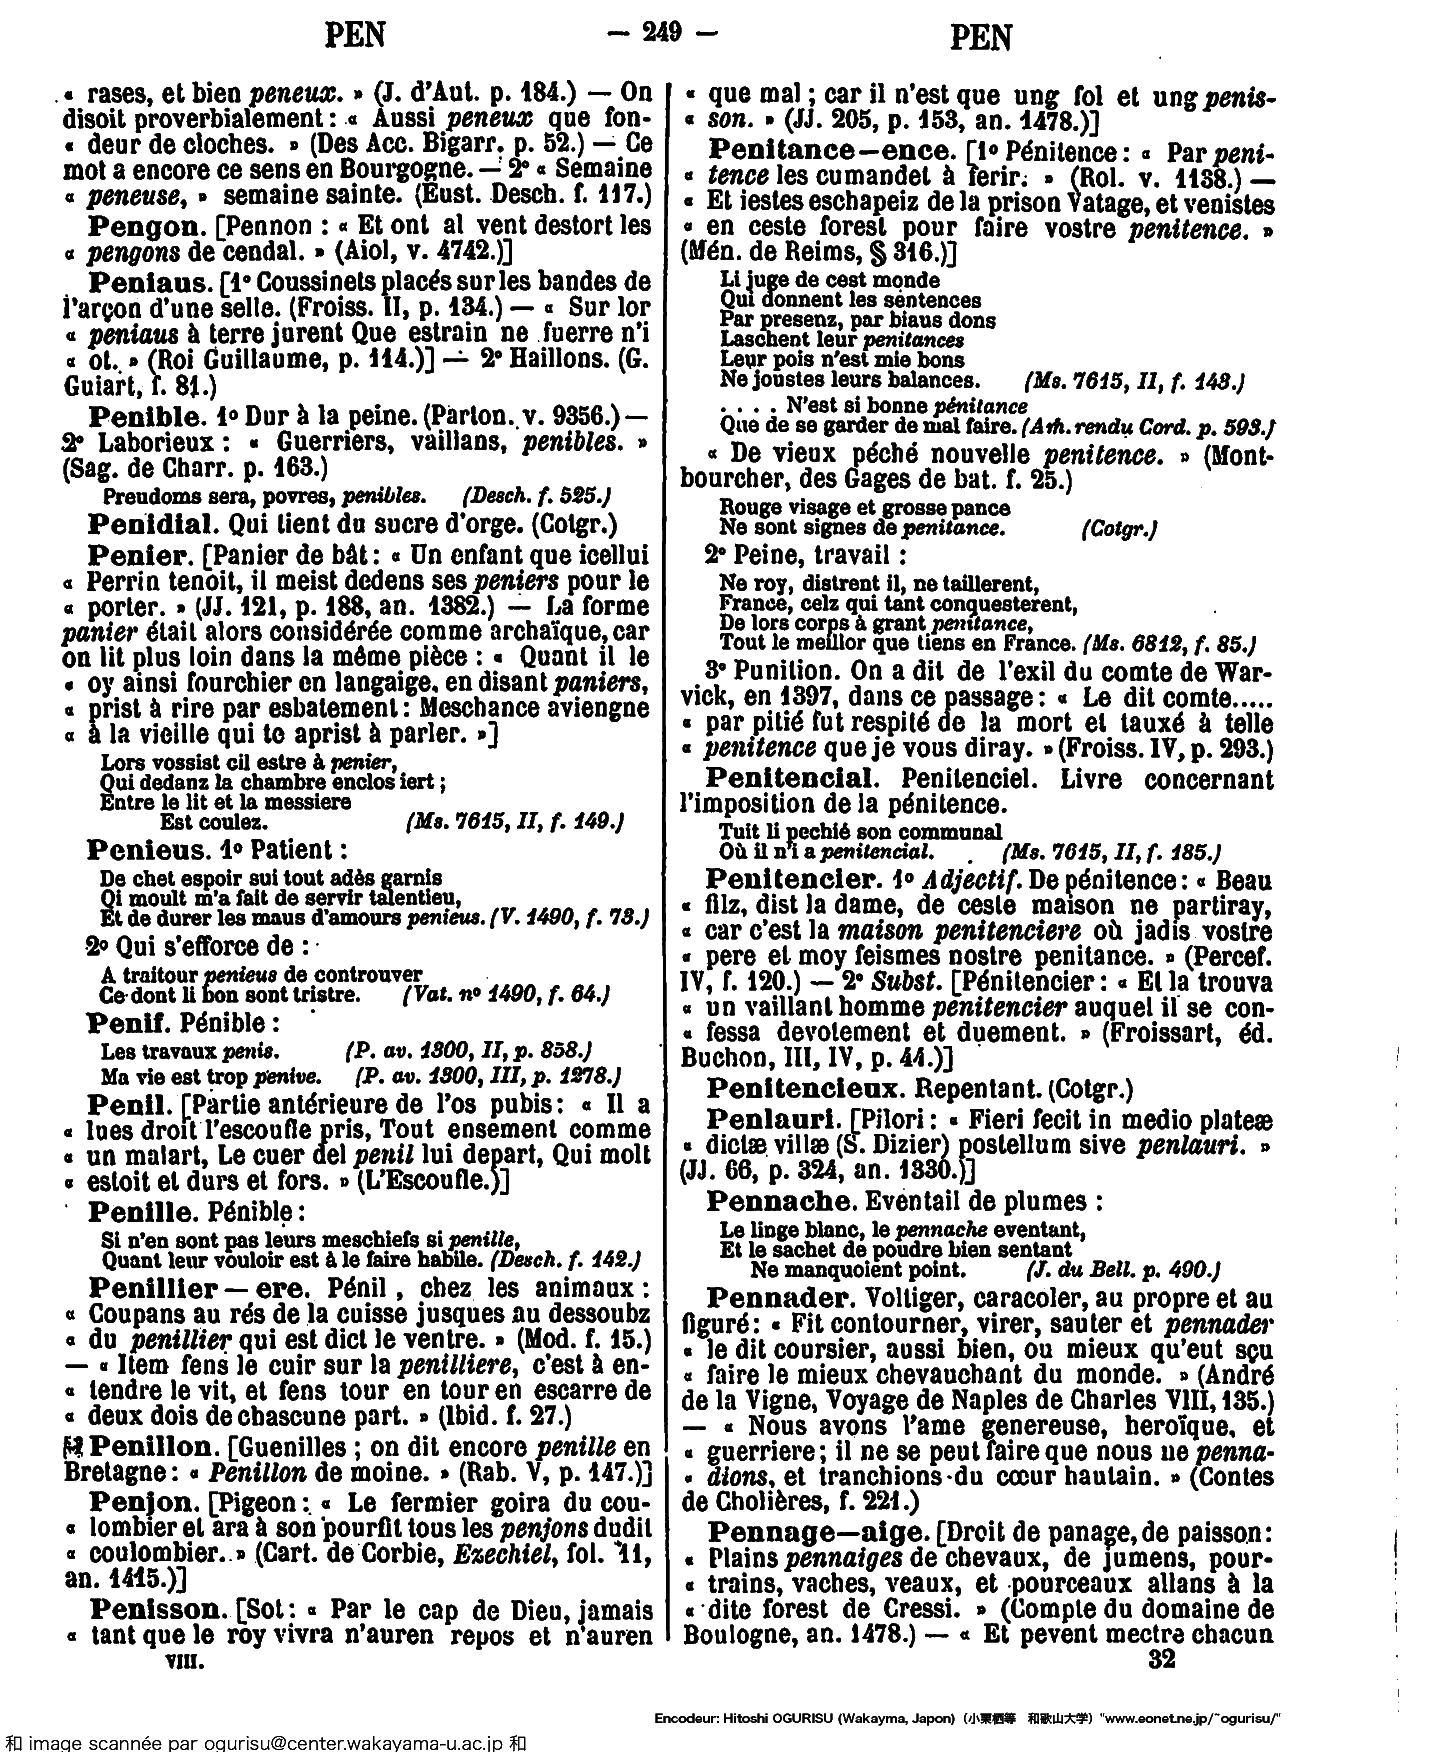 PEN — 249 — PEN
« rases, et bien peneux. » (J. d'Aut. p. 184.) — On
disoit proverbialement : « Aussi peneux que fon-
« deur de cloches. » (Des Acc. Bigarr. p. 52.) — Ce
mot a encore ce sens en Bourgogne. — 2° « Semaine
« peneuse, » semaine sainte. (Eust. Desch. f. 117.)
Pengon. [Pennon : « Et ont al vent destort les
« pengons de cendal. » (Aiol, v. 4742.)]
Peniaus. [1° Coussinets placés sur les bandes de
l'arçon d'une selle. (Froiss. II, p. 134.) — « Sur lor
« peniaus à terre jurent Que estrain ne fuerre n'i
« ot. » (Roi Guillaume, p. 114.)] — 2° Haillons. (G.
Guiart, f. 81.)
Penible. 1° Dur à la peine. (Parton. v. 9356.) —
2° Laborieux : « Guerriers, vaillans, penibles. »
(Sag. de Charr. p. 163.)
Preudoms sera, povres, penibles. (Desch. f. 525.)
Penidial. Qui tient du sucre d'orge. (Cotgr.)
Penier. [Panier de bât : « Un enfant que icellui
« Perrin tenoit, il meist dedens ses peniers pour le
« porter. » (JJ. 121, p. 188, an. 1382.) — La forme
panier était alors considérée comme archaïque, car
on lit plus loin dans la même pièce : « Quant il le
« oy ainsi fourchier en langaige, en disant paniers,
« prist à rire par esbatement : Meschance aviengne
« à la vieille qui te aprist à parler. »]
Lors vossist cil estre à penier,
Qui dedanz la chambre enclos iert ;
Entre le lit et la messiere
Est coulez. (Ms. 7615, II, f. 149.)
Penieus. 1° Patient :
De chet espoir sui tout adès garnis
Qi moult m'a fait de servir talentieu,
Et de durer les maus d'amours penieus. (V. 1490, f. 73.)
2° Qui s'efforce de :
A traitour penieus de controuver
Ce dont li bon sont tristre. (Vat. n° 1490, f. 64.)
Penif. Pénible :
Les travaux penis. (P. av. 1300, II, p. 858.)
Ma vie est trop penive. (P. av. 1300, III, p. 1278.)
Penil. [Partie antérieure de l'os pubis : « Il a
« lues droit l'escoufle pris, Tout ensement comme
« un malart, Le cuer del penil lui depart, Qui molt
« estoit et durs et fors. » (L'Escoufle.)]
Penille. Pénible :
Si n'en sont pas leurs meschiefs si penille,
Quant leur vouloir est à le faire habile. (Desch. f. 142.)
Penillier — ere. Pénil, chez les animaux :
« Coupans au rés de la cuisse jusques au dessoubz
« du penillier qui est dict le ventre. » (Mod. f. 15.)
— « Item fens le cuir sur la penilliere, c'est à en-
« tendre le vit, et fens tour en tour en escarre de
« deux dois de chascune part. » (Ibid. f. 27.)
Penillon. [Guenilles ; on dit encore penille en
Bretagne : « Penillon de moine. » (Rab. V, p. 147.)]
Penjon. [Pigeon : « Le fermier goira du cou-
« lombier et ara à son pourfit tous les penjons dudit
« coulombier. » (Cart. de Corbie, Ezechiel, fol. 11,
an. 1415.)]
Penisson. [Sot : « Par le cap de Dieu, jamais
« tant que le roy vivra n'auren repos et n'auren
VIII.
« que mal ; car il n'est que ung fol et ung penis-
« son. » (JJ. 205, p. 153, an. 1478.)]
Penitance—ence. [1° Pénitence : « Par peni-
« tence les cumandet à ferir. » (Rol. v. 1138.) —
« Et iestes eschapeiz de la prison Vatage, et venistes
« en ceste forest pour faire vostre penitence. »
(Mén. de Reims, § 316.)]
Li juge de cest monde
Qui donnent les sentences
Par presenz, par biaus dons
Laschent leur penitances
Leur pois n'est mie bons
Ne joustes leurs balances. (Ms. 7615, II, f. 143.)
. . . . N'est si bonne pénitance
Que de se garder de mal faire. (Ath. rendu Cord. p. 593.)
« De vieux péché nouvelle penitence. » (Mont-
bourcher, des Gages de bat. f. 25.)
Rouge visage et grosse pance
Ne sont signes de penitance. (Cotgr.)
2° Peine, travail :
Ne roy, distrent il, ne taillerent,
France, celz qui tant conquesterent,
De lors corps à grant penitance,
Tout le meillor que tiens en France. (Ms. 6812, f. 85.)
3° Punition. On a dit de l'exil du comte de War-
vick, en 1397, dans ce passage : « Le dit comte.....
« par pitié fut respité de la mort et tauxé à telle
« penitence que je vous diray. » (Froiss. IV, p. 293.)
Penitencial. Penitenciel. Livre concernant
l'imposition de la pénitence.
Tuit li pechié son communal
Où il n'i a penitencial. (Ms. 7615, II, f. 185.)
Penitencier. 1° Adjectif. De pénitence : « Beau
« filz, dist la dame, de ceste maison ne partiray,
« car c'est la maison penitenciere où jadis vostre
« pere et moy feismes nostre penitance. » (Percef.
IV, f. 120.) — 2° Subst. [Pénitencier : « Et la trouva
« un vaillant homme penitencier auquel il se con-
« fessa devotement et duement. » (Froissart, éd.
Buchon, III, IV, p. 44.)]
Penitencieux. Repentant. (Cotgr.)
Penlauri. [Pilori : « Fieri fecit in medio plateæ
« dictæ villæ (S. Dizier) postellum sive penlauri. »
(JJ. 66, p. 324, an. 1330.)]
Pennache. Eventail de plumes :
Le linge blanc, le pennache eventant,
Et le sachet de poudre bien sentant
Ne manquoient point. (J. du Bell. p. 490.)
Pennader. Voltiger, caracoler, au propre et au
figuré : « Fit contourner, virer, sauter et pennader
« le dit coursier, aussi bien, ou mieux qu'eut sçu
« faire le mieux chevauchant du monde. » (André
de la Vigne, Voyage de Naples de Charles VIII, 135.)
— « Nous avons l'ame genereuse, heroïque, et
« guerriere ; il ne se peut faire que nous ne penna-
« dions, et tranchions du cœur hautain. » (Contes
de Cholières, f. 221.)
Pennage—aige. [Droit de panage, de paisson :
« Plains pennaiges de chevaux, de jumens, pour-
« trains, vaches, veaux, et pourceaux allans à la
« dite forest de Cressi. » (Compte du domaine de
Boulogne, an. 1478.) — « Et pevent mectre chacun
32
Encodeur: Hitoshi OGURISU (Wakayma, Japon) (小栗栖等 和歌山大学) "www.eonet.ne.jp/~ogurisu/"
和 image scannée par ogurisu@center.wakayama-u.ac.jp 和